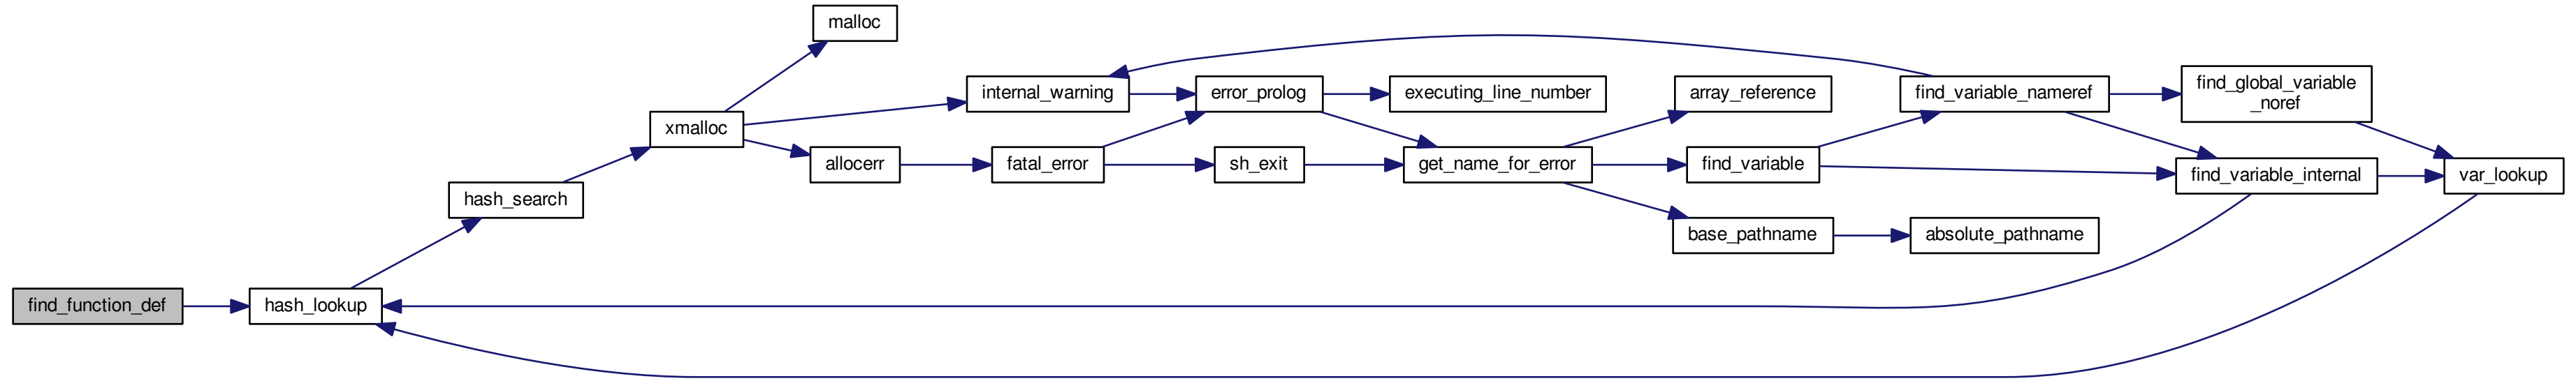 find_function_def
hash_lookup
hash_search
xmalloc
malloc
internal_warning
allocerr
fatal_error
error_prolog
sh_exit
executing_line_number
get_name_for_error
array_reference
find_variable
base_pathname
find_variable_nameref
absolute_pathname
find_global_variable
_noref
find_variable_internal
var_lookup